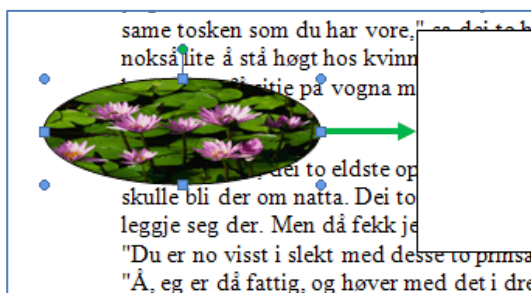 same tosken som du har vore," sa dei to
nokså lite å stå høgt hos kvinn
sitje på vogna m
dei to eldste op
skulle bli der om natta. Dei to
leggje seg der. Men då fekk je
"Du er no visst i slekt med desse to prinsa
"Å, eg er då fattig, og høver med det i dre